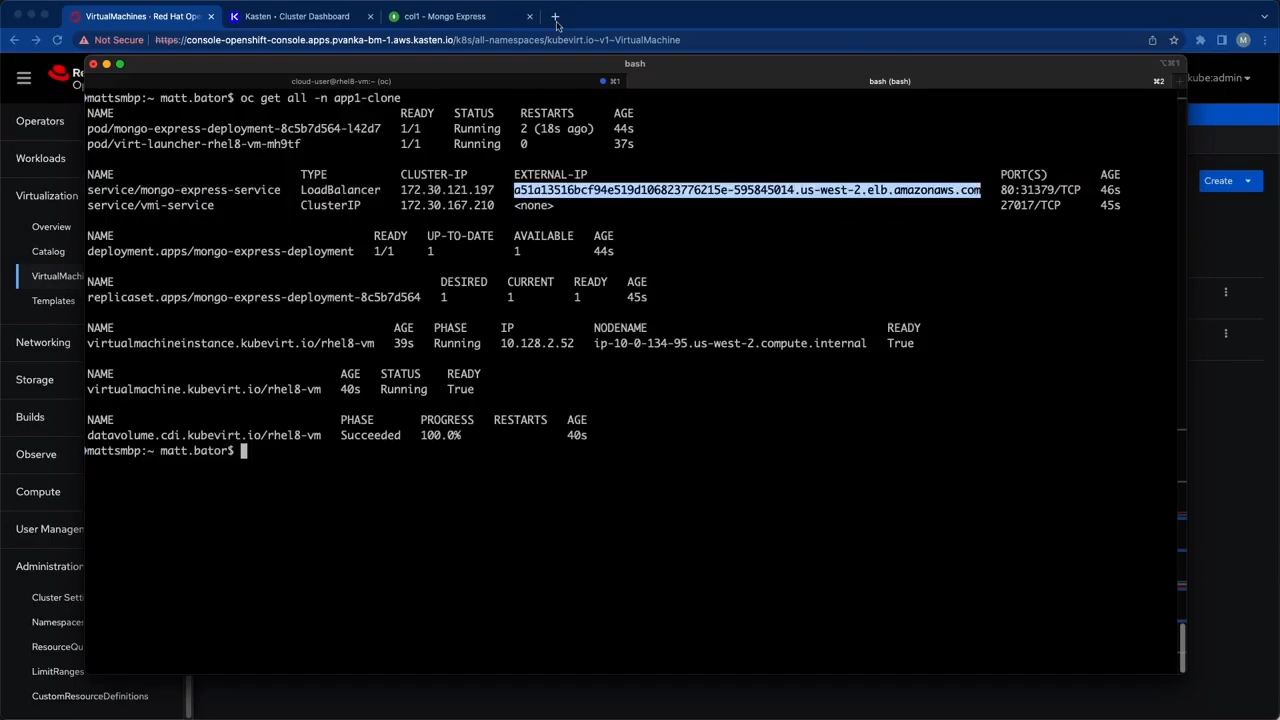 VirtualMachines · Red Hat Ope
Kasten · Cluster Dashboard
col1 - Mongo Express
Not Secure
https://console-openshift-console.apps.pvanka-bm-1.aws.kasten.io/k8s/all-namespaces/kubevirt.io~v1~VirtualMachine
M
bash
⌥⌘1
cloud-user@rhel8-vm:~ (oc)
⌘1
bash (bash)
⌘2
kube:admin
Operators
Workloads
Virtualization
Overview
Catalog
VirtualMachi
Templates
Networking
Storage
Builds
Observe
Compute
User Manager
Administration
Cluster Setti
Namespaces
ResourceQu
LimitRanges
CustomResourceDefinitions
Create
mattsmbp:~ matt.bator$ oc get all -n app1-clone
NAME READY STATUS RESTARTS AGE
pod/mongo-express-deployment-8c5b7d564-l42d7 1/1 Running 2 (18s ago) 44s
pod/virt-launcher-rhel8-vm-mh9tf 1/1 Running 0 37s
NAME TYPE CLUSTER-IP EXTERNAL-IP PORT(S) AGE
service/mongo-express-service LoadBalancer 172.30.121.197 a51a13516bcf94e519d106823776215e-595845014.us-west-2.elb.amazonaws.com 80:31379/TCP 46s
service/vmi-service ClusterIP 172.30.167.210 <none> 27017/TCP 45s
NAME READY UP-TO-DATE AVAILABLE AGE
deployment.apps/mongo-express-deployment 1/1 1 1 44s
NAME DESIRED CURRENT READY AGE
replicaset.apps/mongo-express-deployment-8c5b7d564 1 1 1 45s
NAME AGE PHASE IP NODENAME READY
virtualmachineinstance.kubevirt.io/rhel8-vm 39s Running 10.128.2.52 ip-10-0-134-95.us-west-2.compute.internal True
NAME AGE STATUS READY
virtualmachine.kubevirt.io/rhel8-vm 40s Running True
NAME PHASE PROGRESS RESTARTS AGE
datavolume.cdi.kubevirt.io/rhel8-vm Succeeded 100.0% 40s
mattsmbp:~ matt.bator$